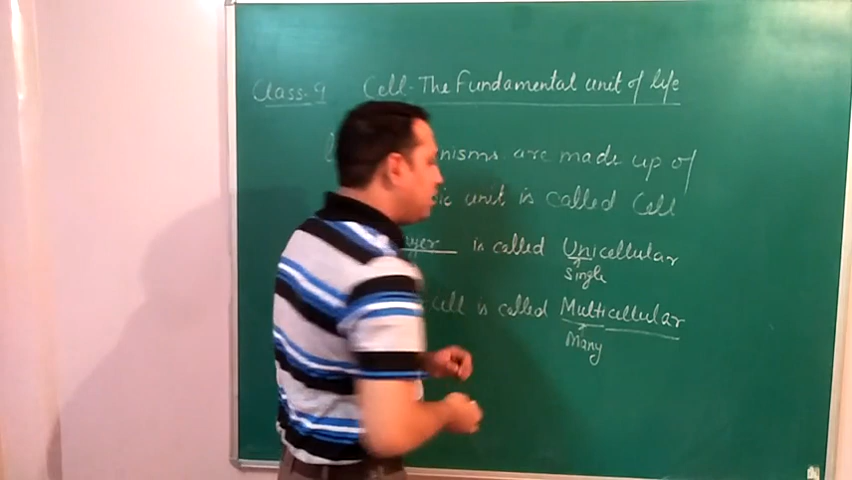 Class-9 Cell-The Fundamental unit of life
nisms are made up of
ic unit is called Cell
yer is called Unicellular
Single
Cell is called Multicellular
Many